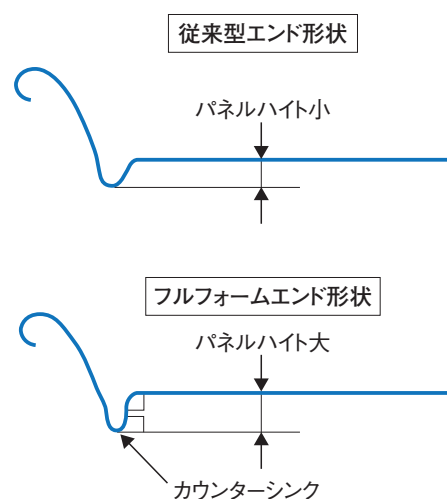 従来型エンド形状
パネルハイト小
フルフォームエンド形状
パネルハイト大
カウンターシンク